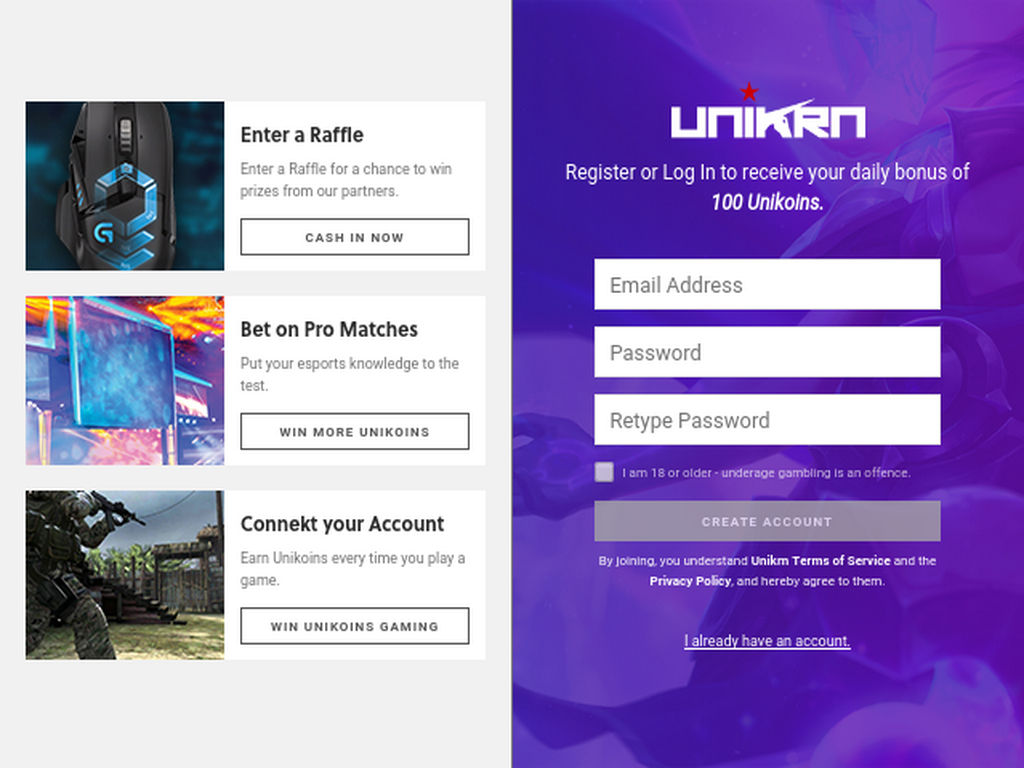 Enter a Raffle
Enter a Raffle for a chance to win
prizes from our partners.
CASH IN NOW
Bet on Pro Matches
Put your esports knowledge to the
test.
WIN MORE UNIKOINS
Connekt your Account
Earn Unikoins every time you play a
game.
WIN UNIKOINS GAMING
UNIKRN
Register or Log In to receive your daily bonus of
100 Unikoins.
Email Address
Password
Retype Password
I am 18 or older - underage gambling is an offence.
CREATE ACCOUNT
By joining, you understand Unikrn Terms of Service and the
Privacy Policy, and hereby agree to them.
I already have an account.